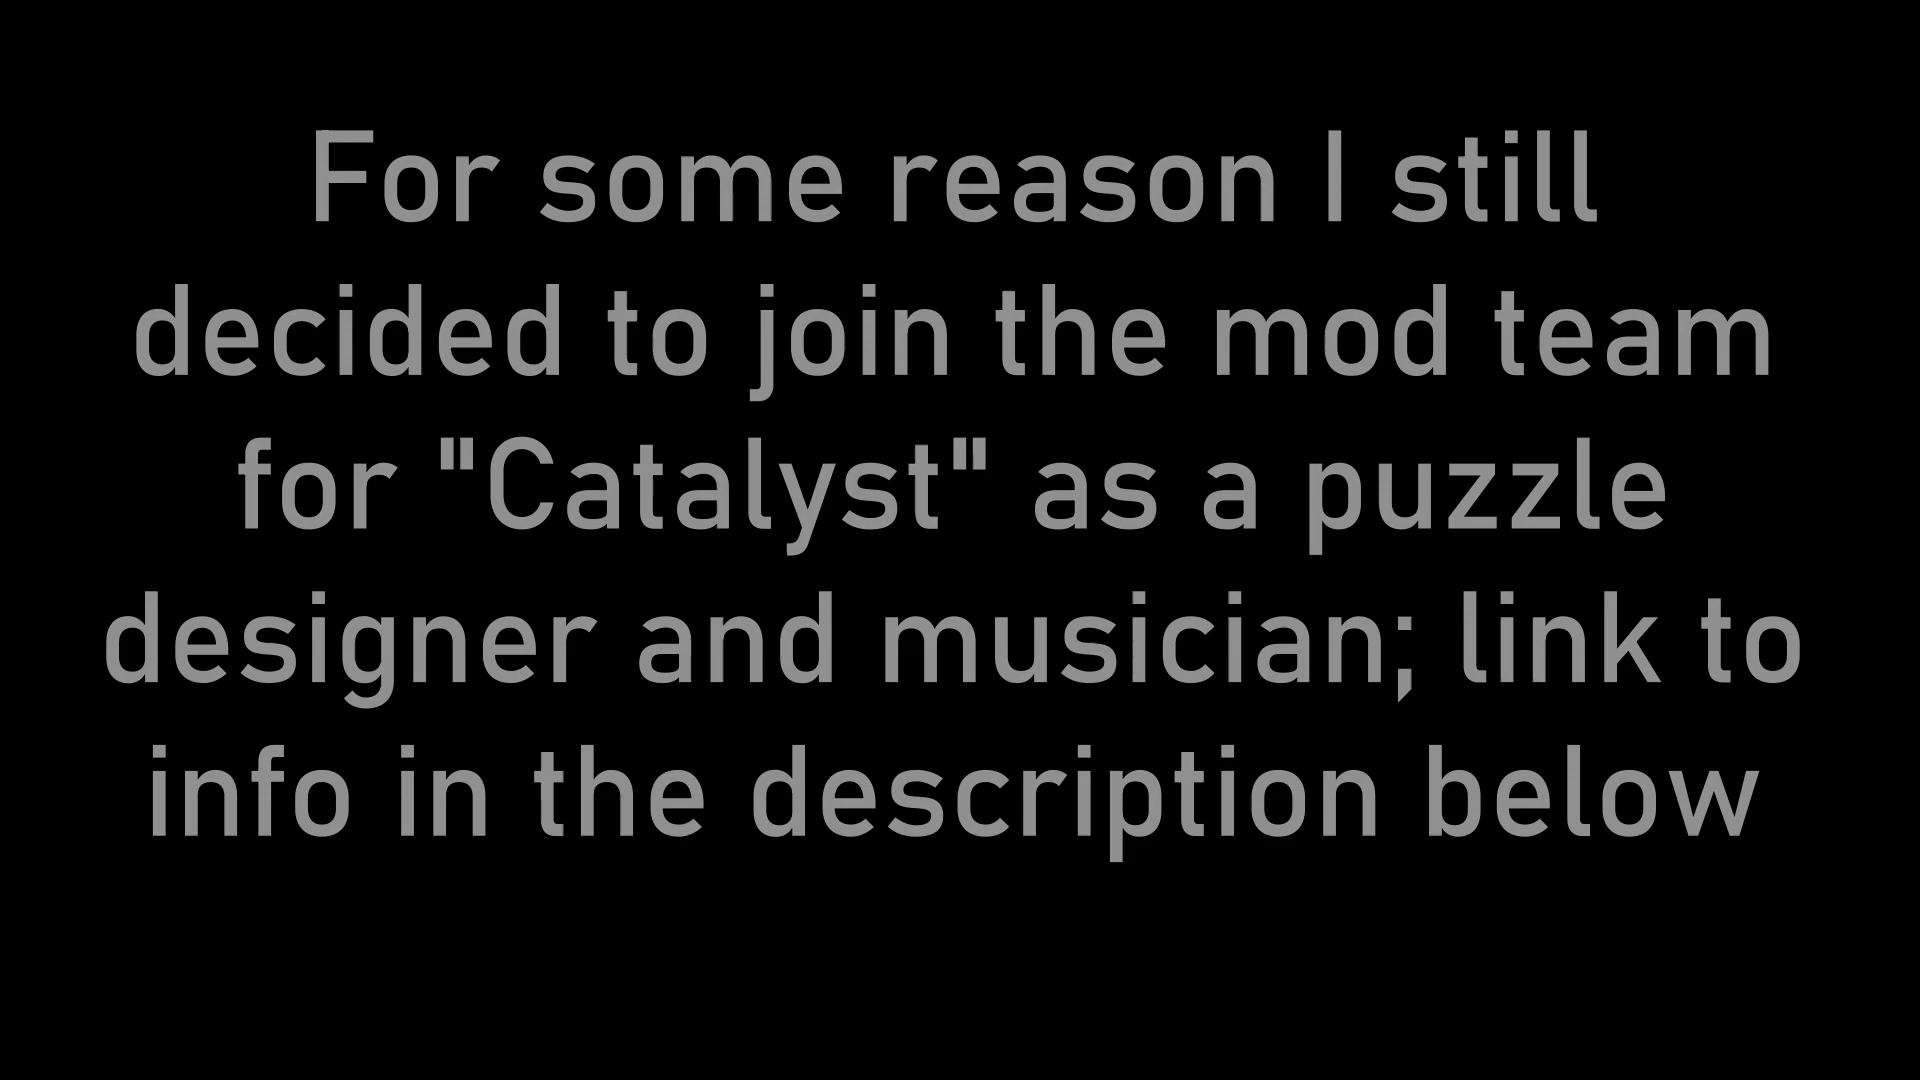 For some reason I still
decided to join the mod team
for "Catalyst" as a puzzle
designer and musician; link to
info in the description below